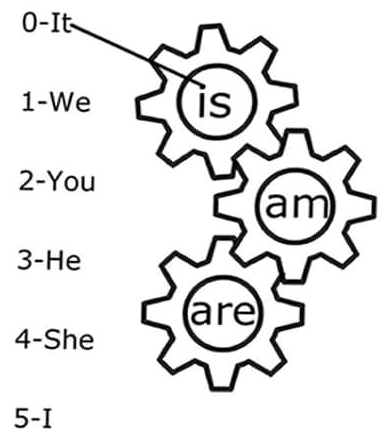 0-It
is
1-We
2-You
am
3-He
are
4-She
5-I